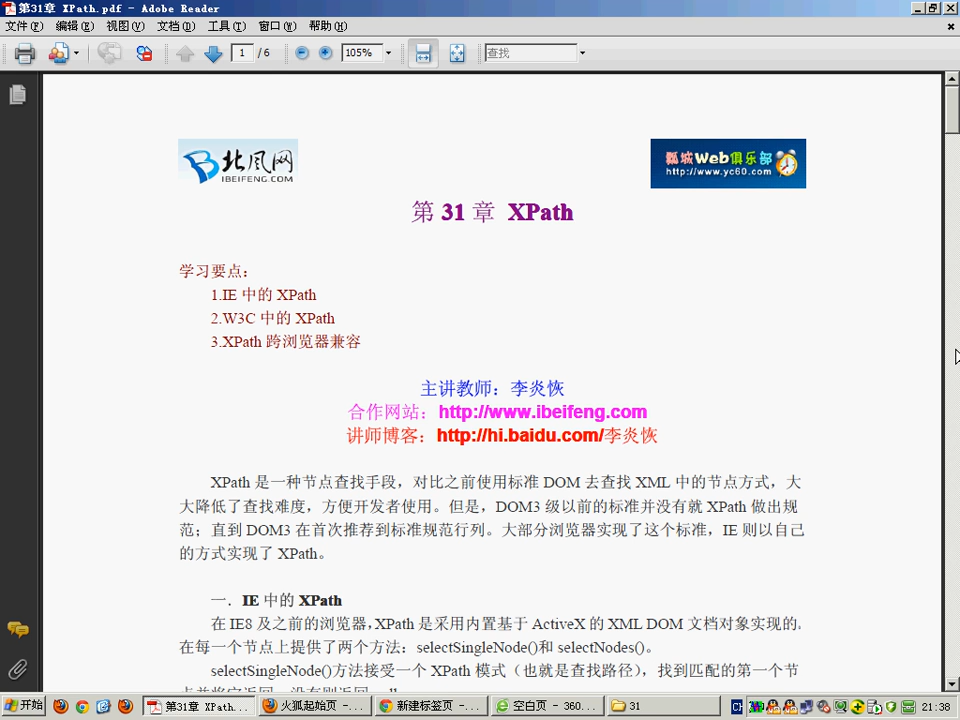 第31章 XPath.pdf - Adobe Reader
文件(F) 编辑(E) 视图(V) 文档(D) 工具(T) 窗口(W) 帮助(H)
1 / 6 105% 查找
北风网
IBEIFENG.COM
瓢城Web俱乐部
http://www.yc60.com
第 31 章 XPath
学习要点：
1.IE 中的 XPath
2.W3C 中的 XPath
3.XPath 跨浏览器兼容
主讲教师：李炎恢
合作网站：http://www.ibeifeng.com
讲师博客：http://hi.baidu.com/李炎恢
XPath 是一种节点查找手段，对比之前使用标准 DOM 去查找 XML 中的节点方式，大
大降低了查找难度，方便开发者使用。但是，DOM3 级以前的标准并没有就 XPath 做出规
范；直到 DOM3 在首次推荐到标准规范行列。大部分浏览器实现了这个标准，IE 则以自己
的方式实现了 XPath。
一．IE 中的 XPath
在 IE8 及之前的浏览器，XPath 是采用内置基于 ActiveX 的 XML DOM 文档对象实现的。
在每一个节点上提供了两个方法：selectSingleNode()和 selectNodes()。
selectSingleNode()方法接受一个 XPath 模式（也就是查找路径），找到匹配的第一个节
开始 第31章 XPath... 火狐起始页 -... 新建标签页 -... 空白页 - 360... 31 CH 21:38